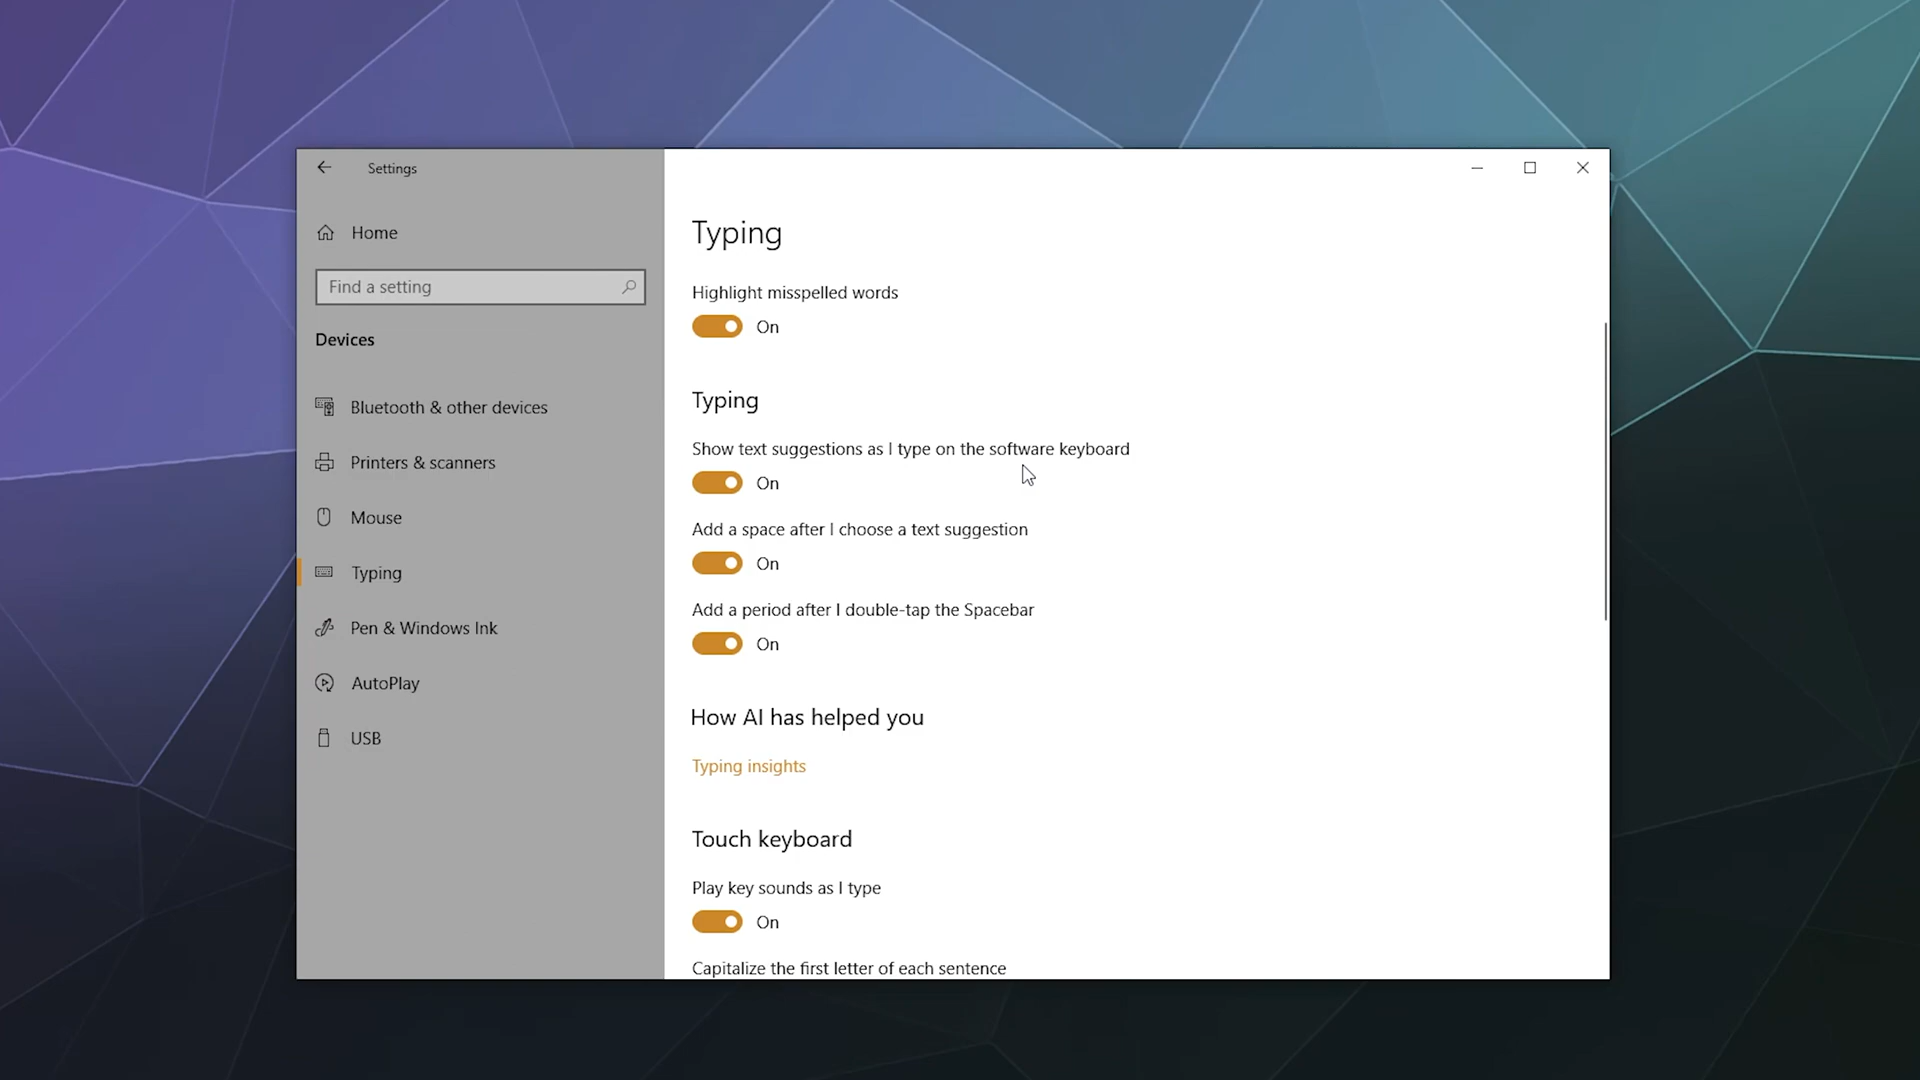 Settings
Home
Find a setting
Devices
Bluetooth & other devices
Printers & scanners
Mouse
Typing
Pen & Windows Ink
AutoPlay
USB
Typing
Highlight misspelled words
On
Typing
Show text suggestions as I type on the software keyboard
On
Add a space after I choose a text suggestion
On
Add a period after I double-tap the Spacebar
On
How AI has helped you
Typing insights
Touch keyboard
Play key sounds as I type
On
Capitalize the first letter of each sentence